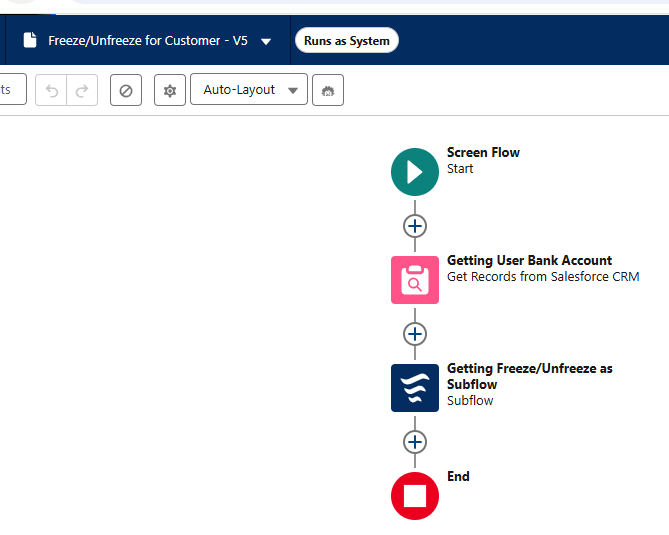 Freeze/Unfreeze for Customer - V5
Runs as System
ts
Auto-Layout
Screen Flow
Start
Getting User Bank Account
Get Records from Salesforce CRM
Getting Freeze/Unfreeze as
Subflow
Subflow
End